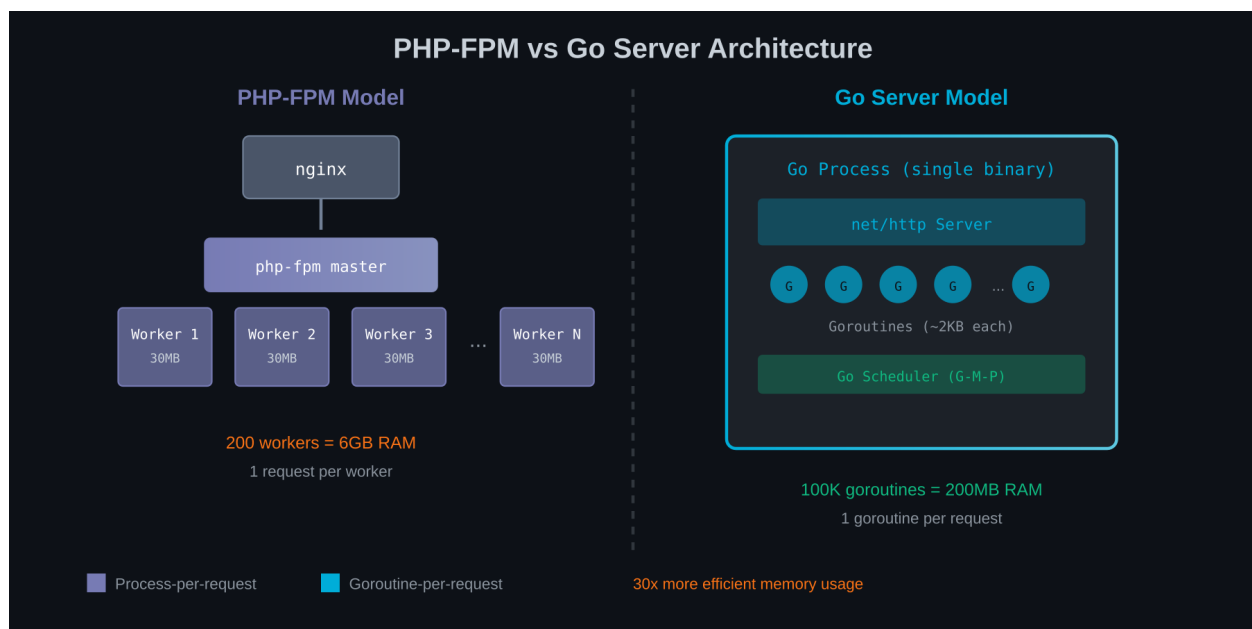 PHP-FPM vs Go Server Architecture
PHP-FPM Model
nginx
php-fpm master
Worker 1
30MB
Worker 2
30MB
Worker 3
30MB
...
Worker N
30MB
200 workers = 6GB RAM
1 request per worker
Go Server Model
Go Process (single binary)
net/http Server
G
G
G
G
...
G
Goroutines (~2KB each)
Go Scheduler (G-M-P)
100K goroutines = 200MB RAM
1 goroutine per request
Process-per-request
Goroutine-per-request
30x more efficient memory usage